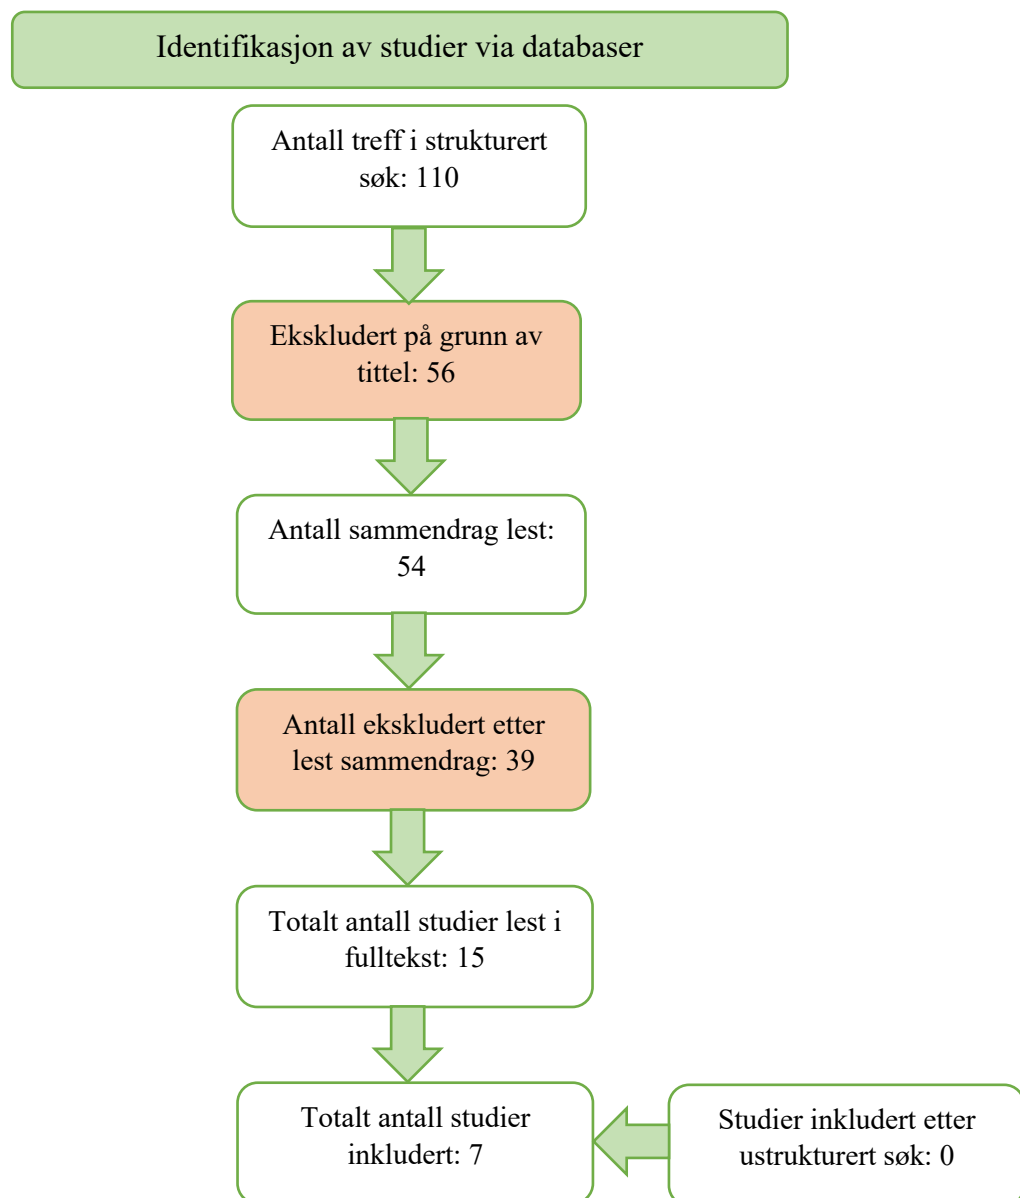 Identifikasjon av studier via databaser
Antall treff i strukturert
søk: 110
Ekskludert på grunn av
tittel: 56
Antall sammendrag lest:
54
Antall ekskludert etter
lest sammendrag: 39
Totalt antall studier lest i
fulltekst: 15
Totalt antall studier
inkludert: 7
Studier inkludert etter
ustrukturert søk: 0